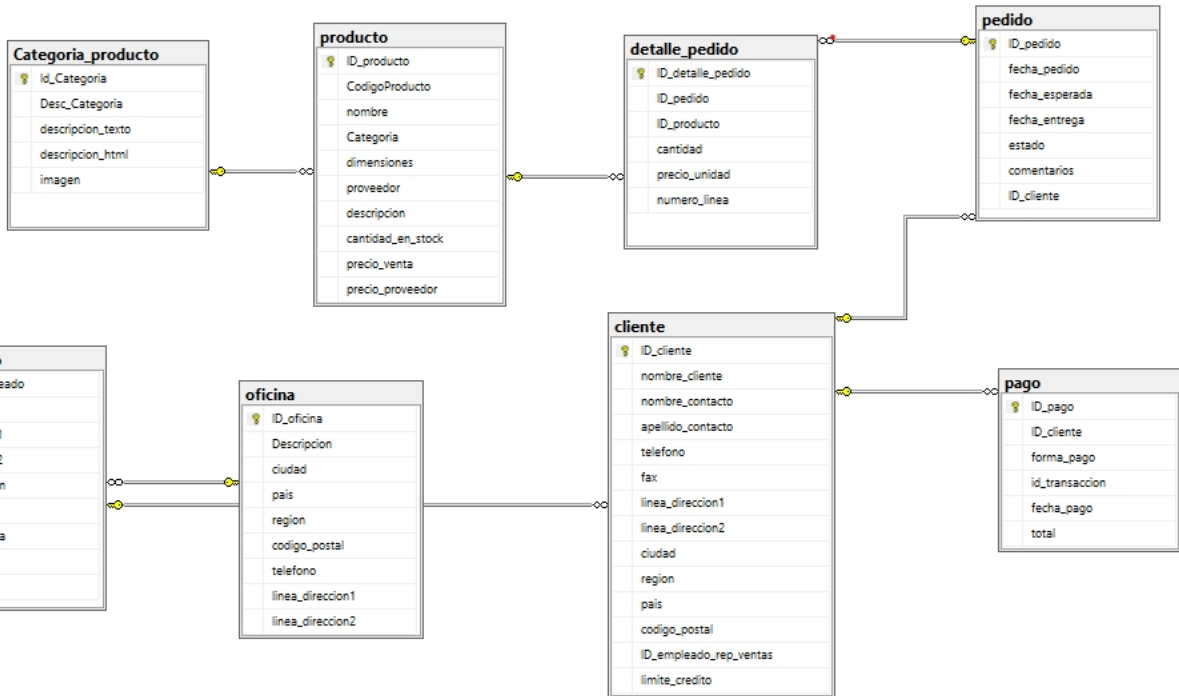 Categoria_producto
Id_Categoria
Desc_Categoria
descripcion_texto
descripcion_html
imagen
producto
ID_producto
CodigoProducto
nombre
Categoria
dimensiones
proveedor
descripcion
cantidad_en_stock
precio_venta
precio_proveedor
detalle_pedido
ID_detalle_pedido
ID_pedido
ID_producto
cantidad
precio_unidad
numero_linea
pedido
ID_pedido
fecha_pedido
fecha_esperada
fecha_entrega
estado
comentarios
ID_cliente
oficina
ID_oficina
Descripcion
ciudad
pais
region
codigo_postal
telefono
linea_direccion1
linea_direccion2
cliente
ID_cliente
nombre_cliente
nombre_contacto
apellido_contacto
telefono
fax
linea_direccion1
linea_direccion2
ciudad
region
pais
codigo_postal
ID_empleado_rep_ventas
limite_credito
pago
ID_pago
ID_cliente
forma_pago
id_transaccion
fecha_pago
total